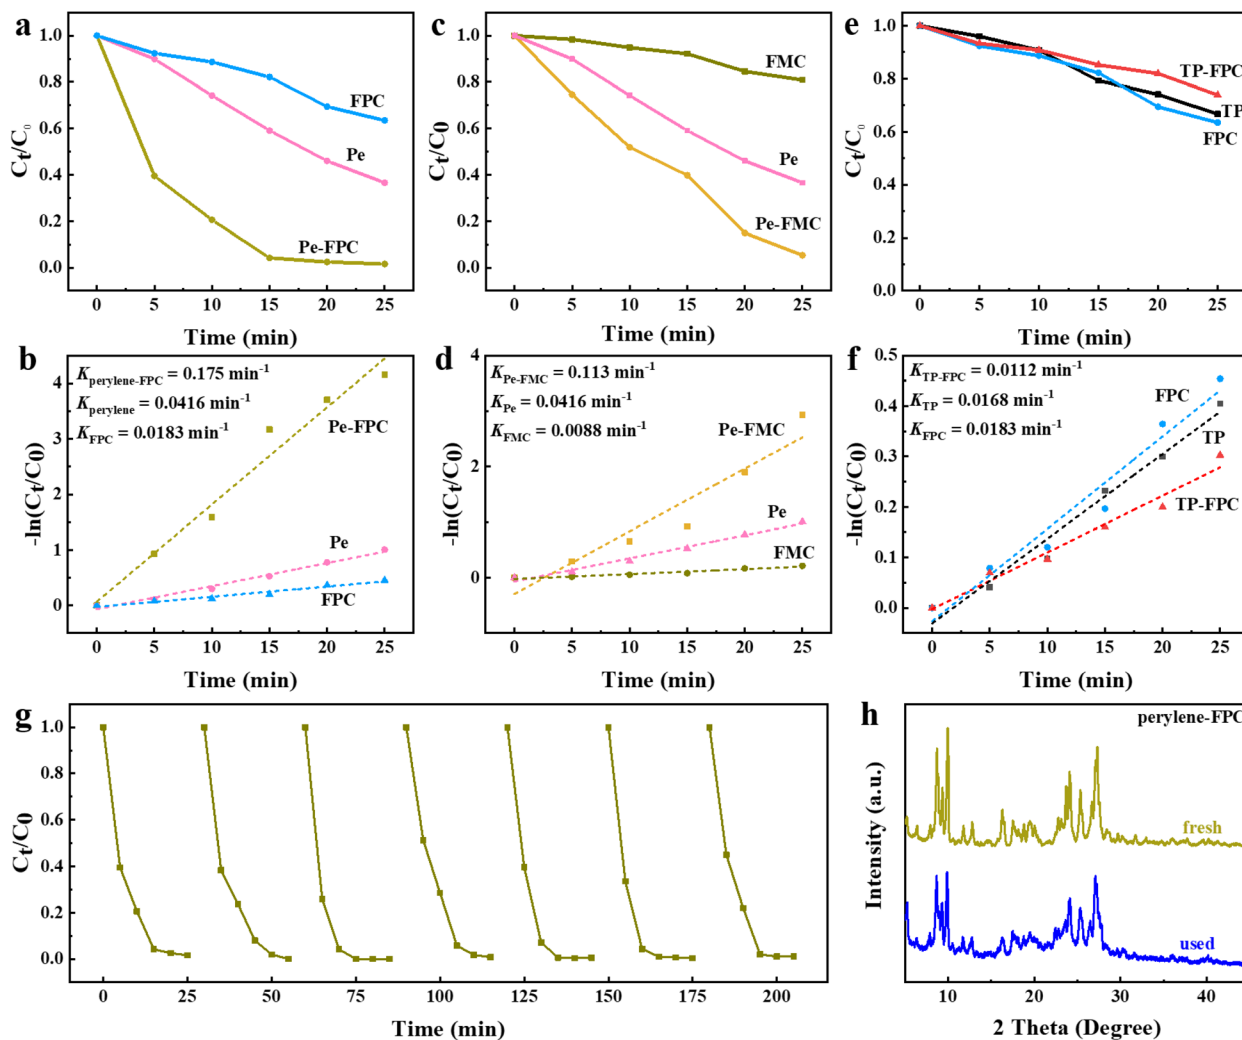 a
1.0
0.8
0.6
0.4
0.2
0.0
Ct/C0
FPC
Pe
Pe-FPC
0 5 10 15 20 25
Time (min)
c
1.0
0.8
0.6
0.4
0.2
0.0
Ct/C0
FMC
Pe
Pe-FMC
0 5 10 15 20 25
Time (min)
e
1.0
0.8
0.6
0.4
0.2
0.0
Ct/C0
TP-FPC
TP
FPC
0 5 10 15 20 25
Time (min)
b
4
3
2
1
0
-ln(Ct/C0)
Kperylene-FPC = 0.175 min-1
Kperylene = 0.0416 min-1
KFPC = 0.0183 min-1
Pe-FPC
Pe
FPC
0 5 10 15 20 25
Time (min)
d
4
2
0
-ln(Ct/C0)
KPe-FMC = 0.113 min-1
KPe = 0.0416 min-1
KFMC = 0.0088 min-1
Pe-FMC
Pe
FMC
0 5 10 15 20 25
Time (min)
f
0.5
0.4
0.3
0.2
0.1
0.0
-ln(Ct/C0)
KTP-FPC = 0.0112 min-1
KTP = 0.0168 min-1
KFPC = 0.0183 min-1
FPC
TP
TP-FPC
0 5 10 15 20 25
Time (min)
g
1.0
0.8
0.6
0.4
0.2
0.0
Ct/C0
0 25 50 75 100 125 150 175 200
Time (min)
h
perylene-FPC
Intensity (a.u.)
fresh
used
10 20 30 40
2 Theta (Degree)